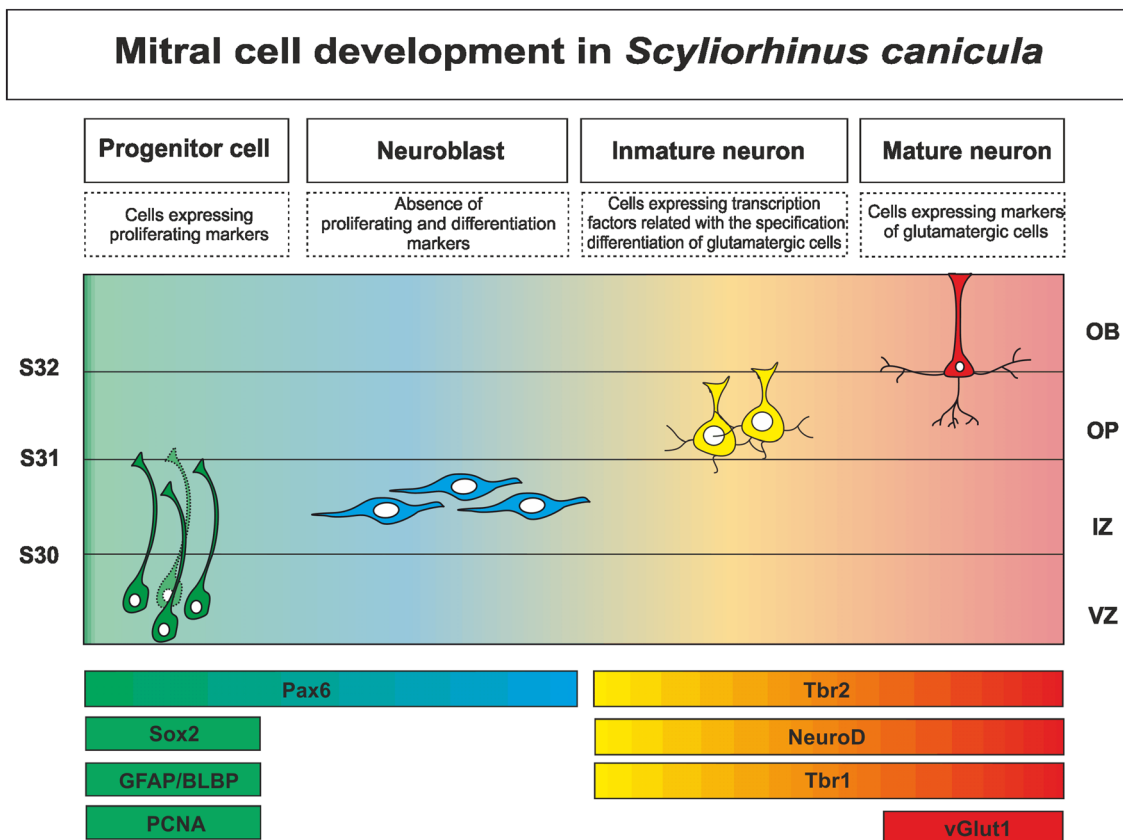 Mitral cell development in Scyliorhinus canicula
Progenitor cell
Neuroblast
Inmature neuron
Mature neuron
Cells expressing
proliferating markers
Absence of
proliferating and differentiation
markers
Cells expressing transcription
factors related with the specification
differentiation of glutamatergic cells
Cells expressing markers
of glutamatergic cells
S32
S31
S30
OB
OP
IZ
VZ
Pax6
Tbr2
Sox2
NeuroD
GFAP/BLBP
Tbr1
PCNA
vGlut1